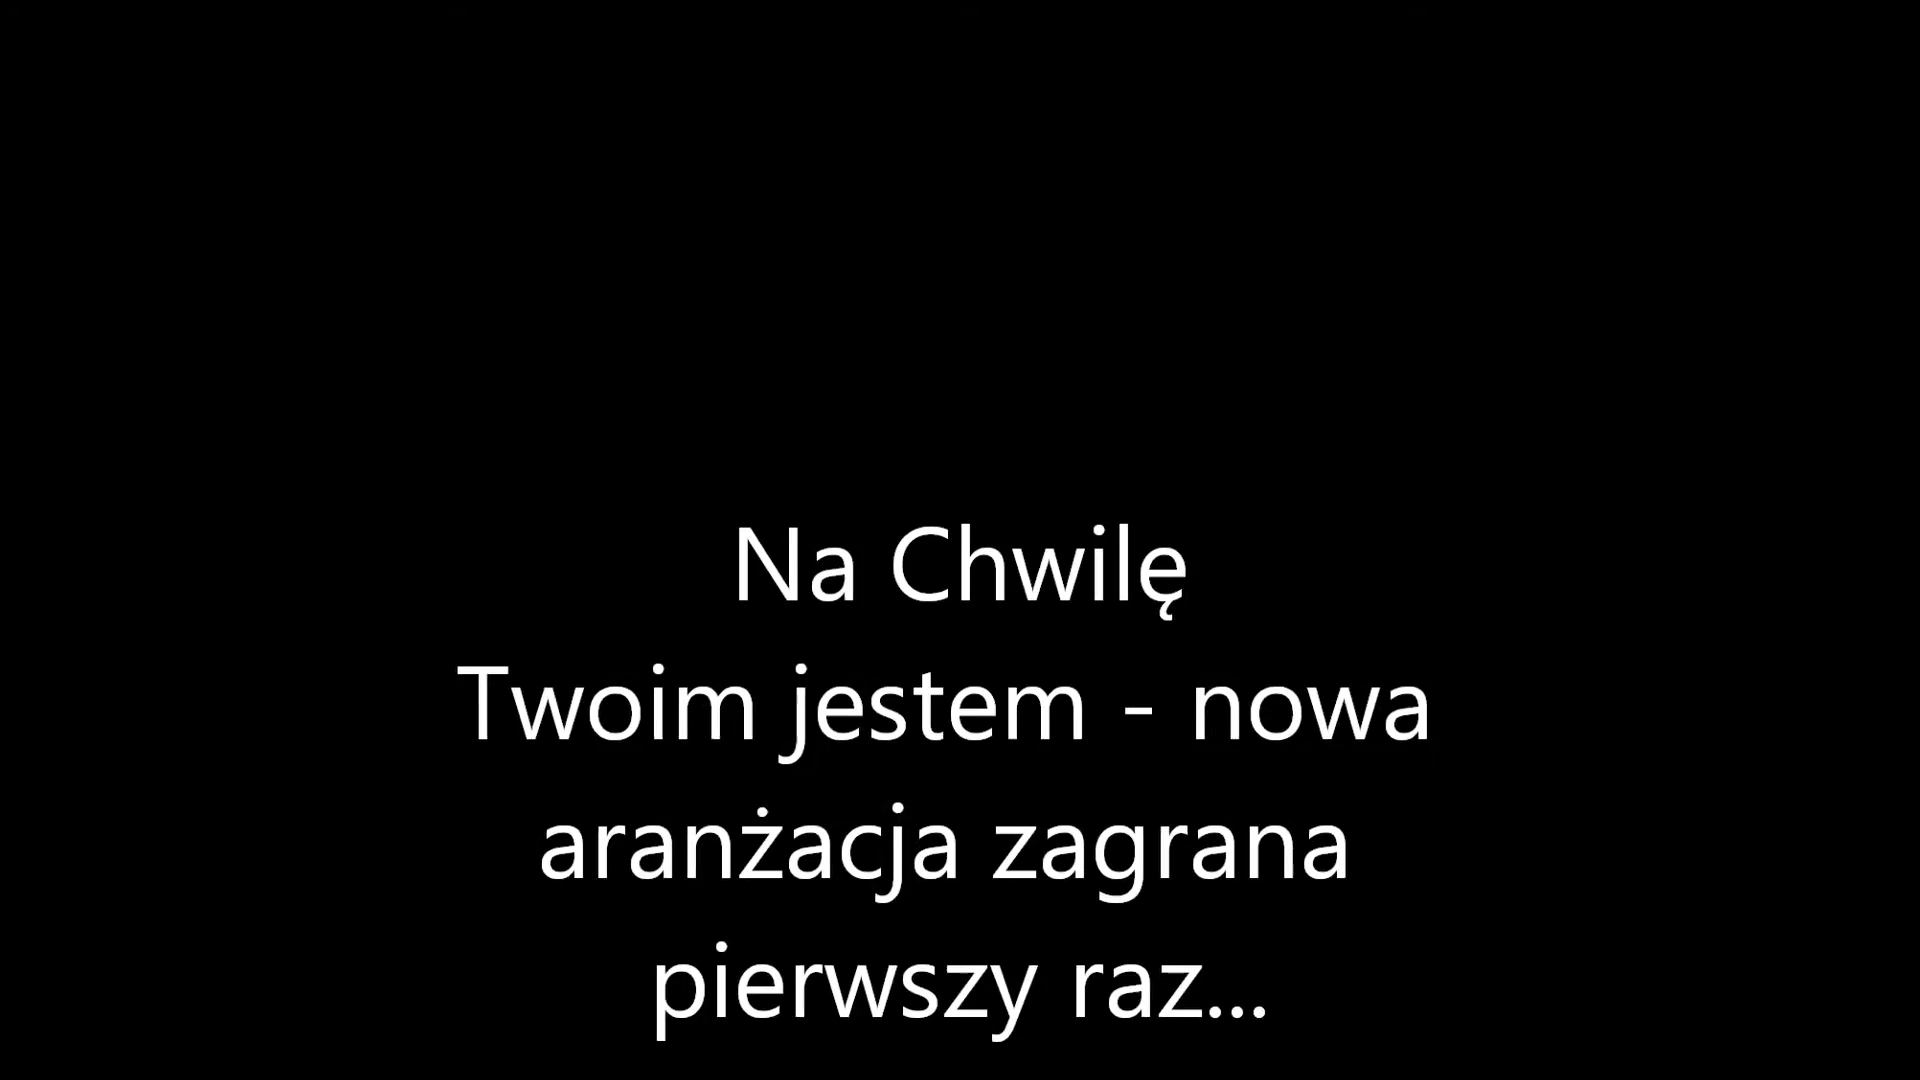 Na Chwilę
Twoim jestem - nowa
aranżacja zagrana
pierwszy raz...